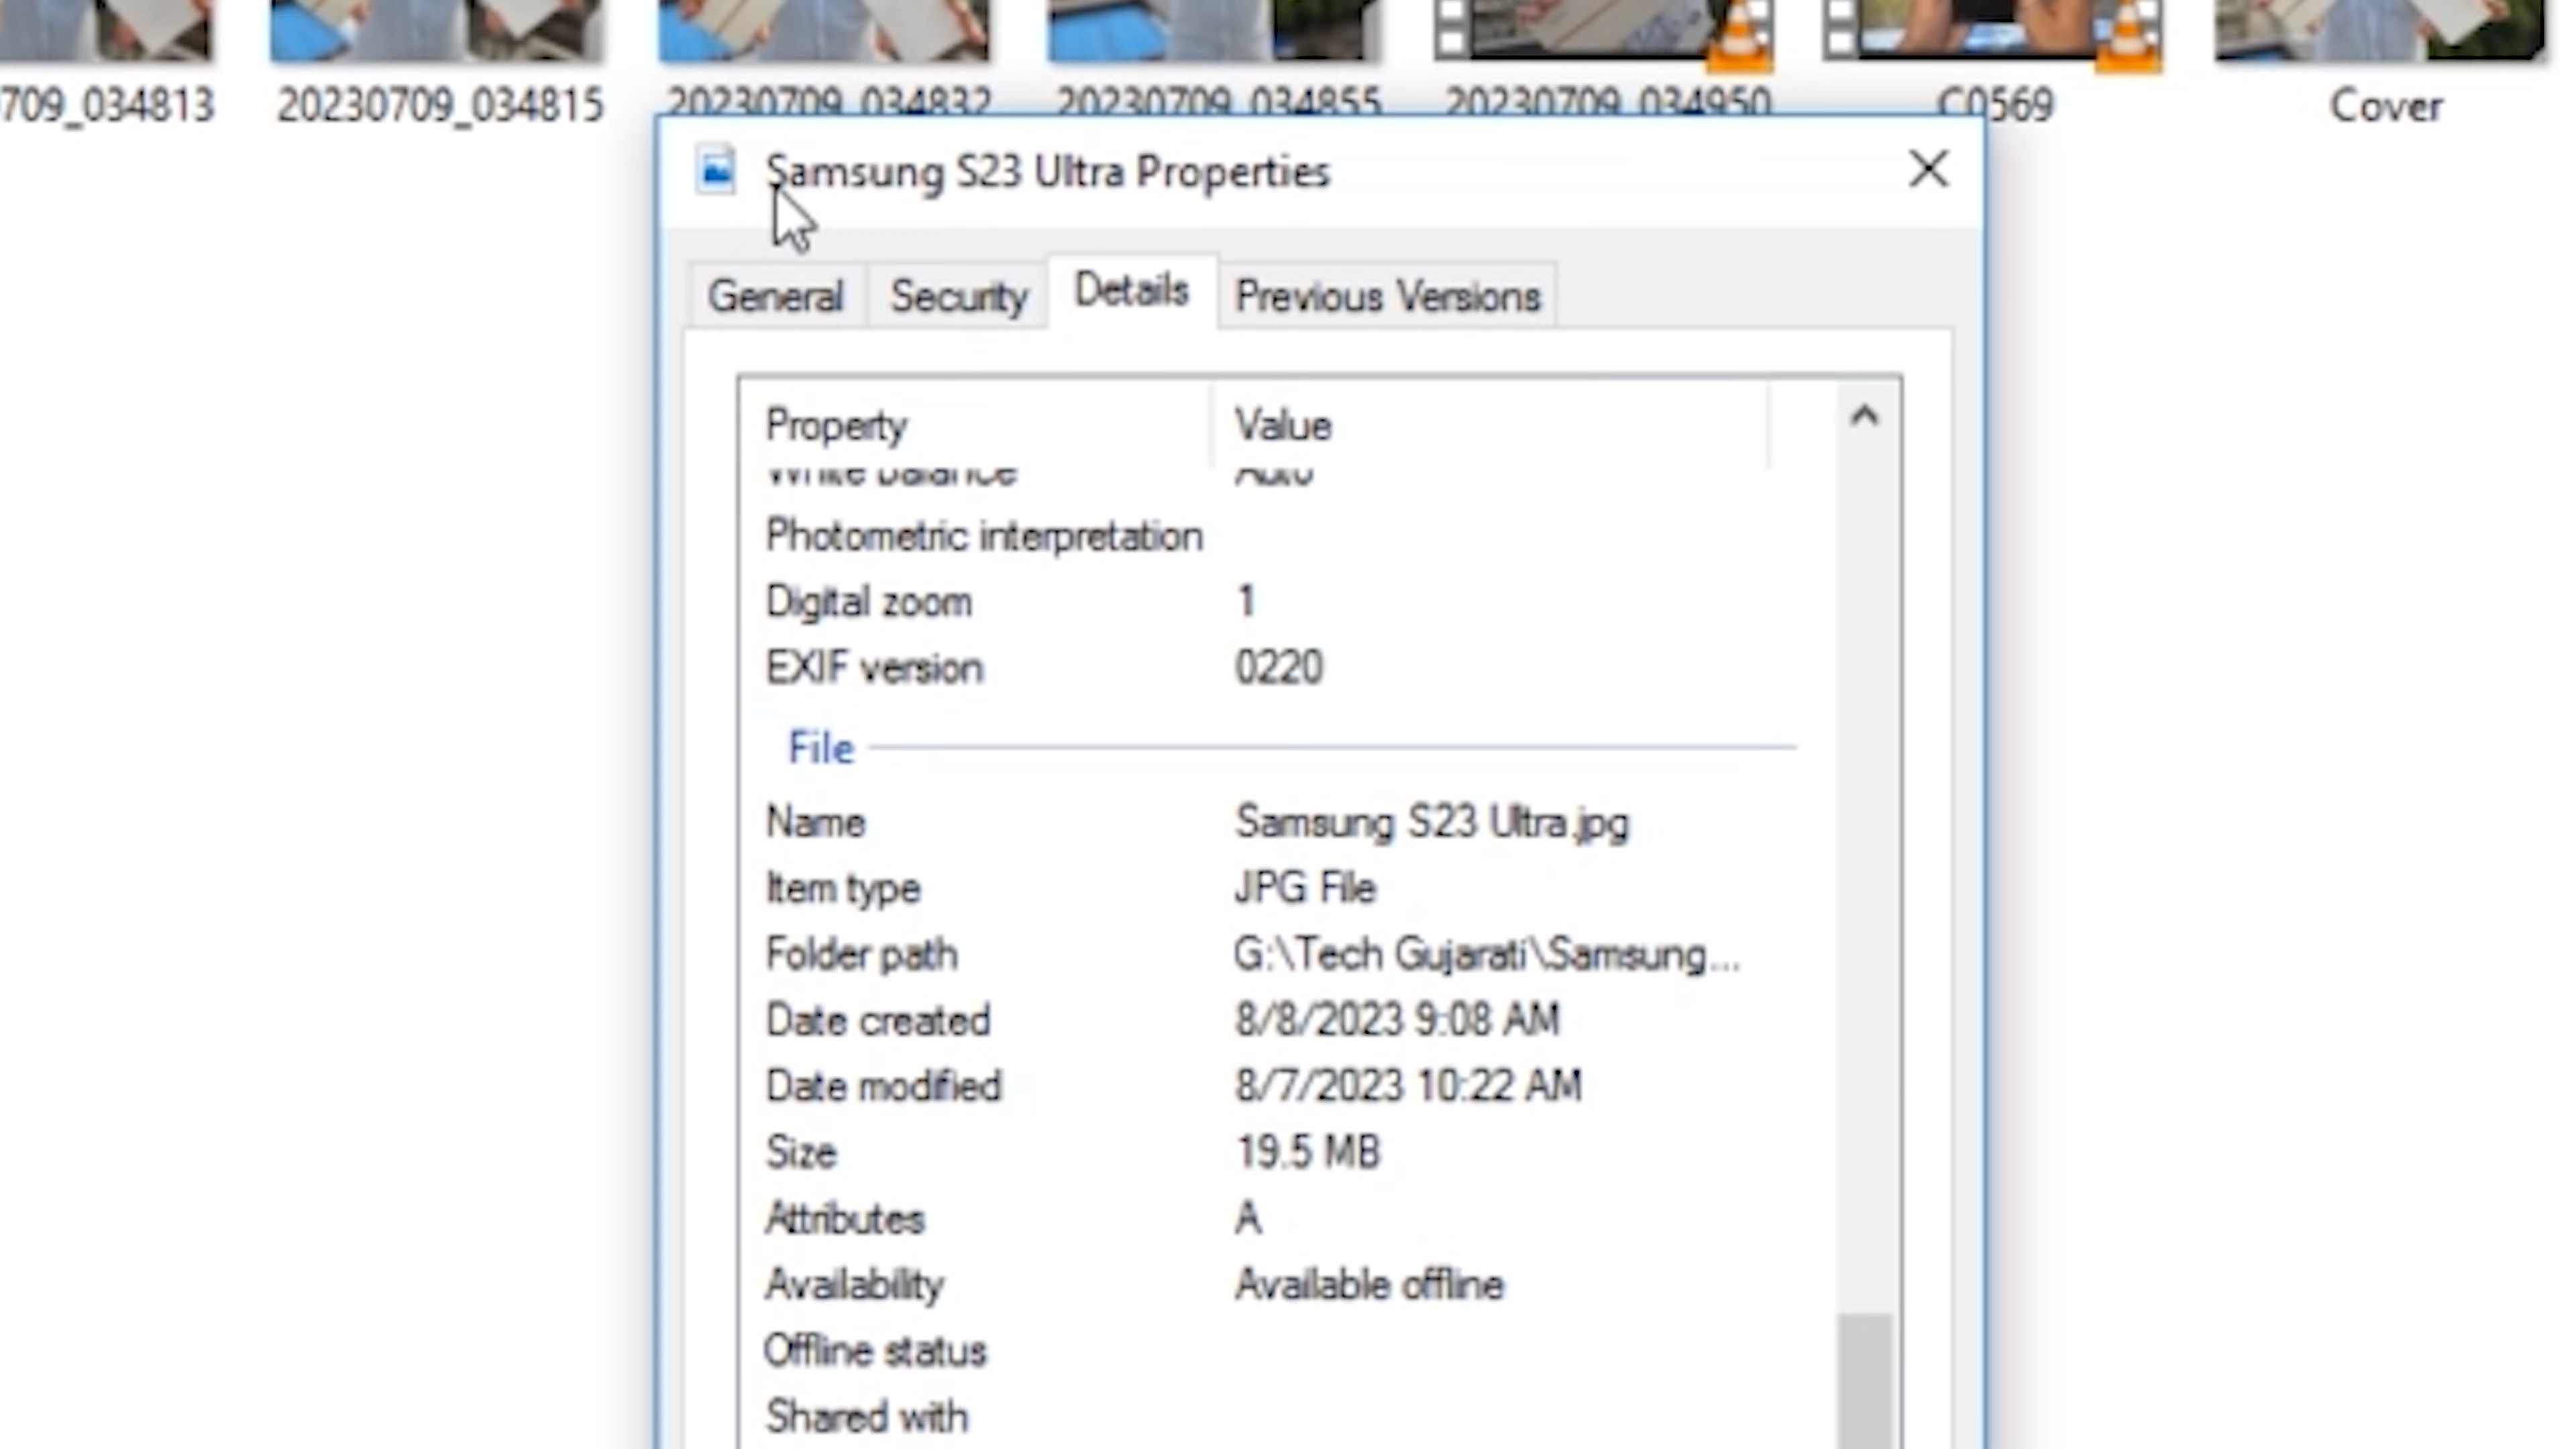 709_034813
20230709_034815
20230709_034832
20230709_034855
20230709_034950
C0569
Cover
Samsung S23 Ultra Properties
General Security Details Previous Versions
Property Value
White balance Auto
Photometric interpretation
Digital zoom 1
EXIF version 0220
File
Name Samsung S23 Ultra.jpg
Item type JPG File
Folder path G:\Tech Gujarati\Samsung...
Date created 8/8/2023 9:08 AM
Date modified 8/7/2023 10:22 AM
Size 19.5 MB
Attributes A
Availability Available offline
Offline status
Shared with